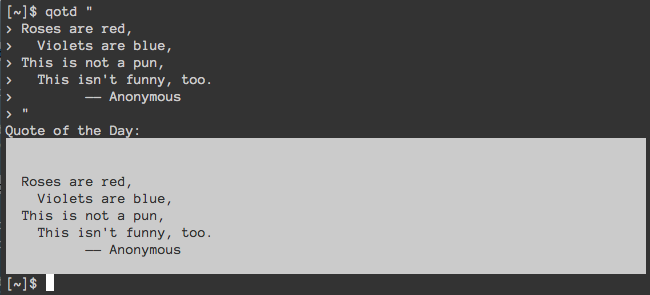 [~]$ qotd "
> Roses are red,
>   Violets are blue,
> This is not a pun,
>   This isn't funny, too.
>         —— Anonymous
> "
Quote of the Day:
  Roses are red,
    Violets are blue,
  This is not a pun,
    This isn't funny, too.
          —— Anonymous
[~]$